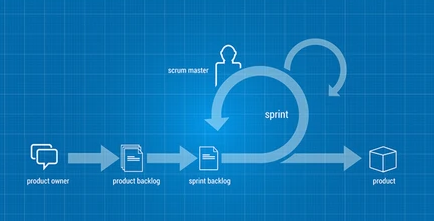 scrum master
sprint
product owner
product backlog
sprint backlog
product